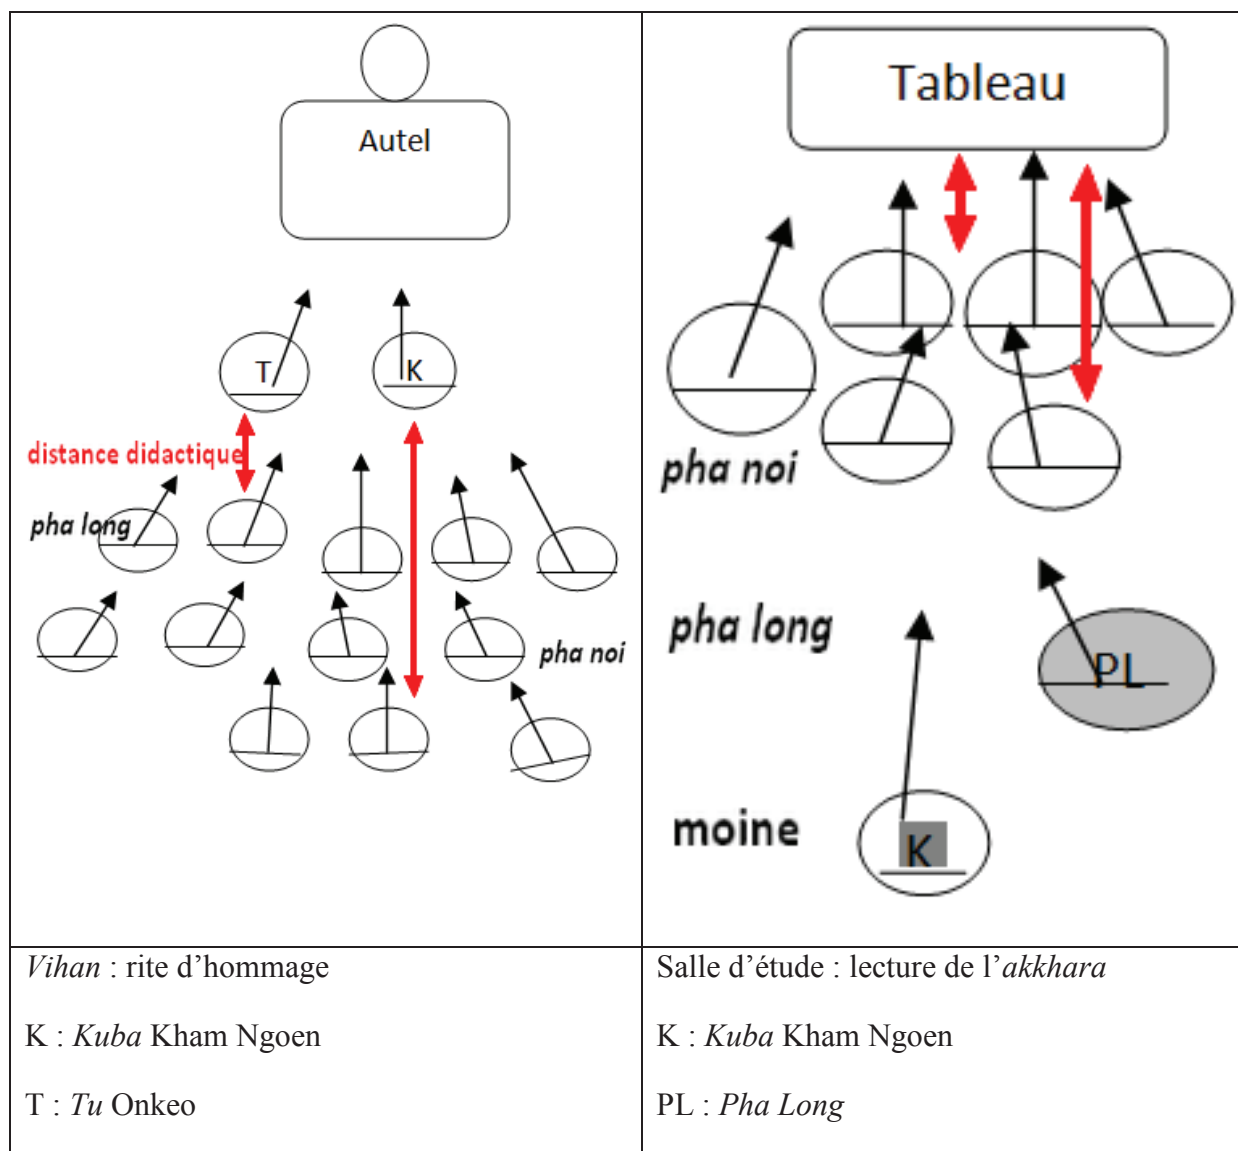 Autel
T
K
distance didactique
pha long
pha noi
Vihan : rite d’hommage
K : Kuba Kham Ngoen
T : Tu Onkeo
Tableau
pha noi
pha long
PL
moine
K
Salle d’étude : lecture de l’akkhara
K : Kuba Kham Ngoen
PL : Pha Long